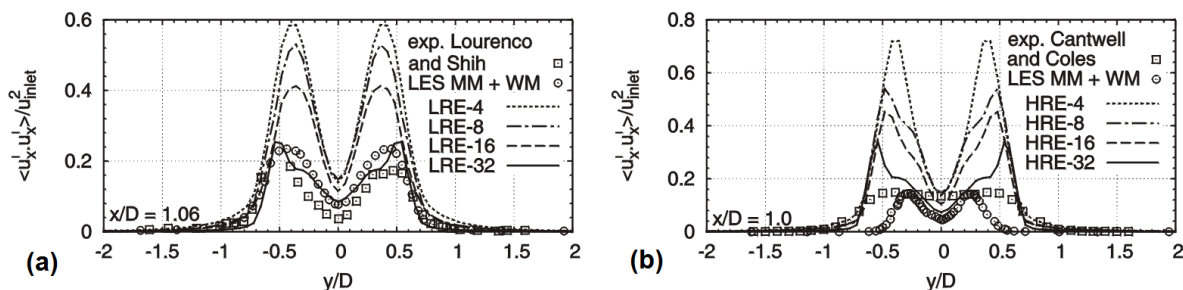 0.6
0.4
0.2
0
<u'x.u'x>/u²inlet
exp. Lourenco
and Shih
LES MM + WM
LRE-4
LRE-8
LRE-16
LRE-32
x/D = 1.06
-2 -1.5 -1 -0.5 0 0.5 1 1.5 2
y/D
(a)
0.8
0.6
0.4
0.2
0
<u'x.u'x>/u²inlet
exp. Cantwell
and Coles
LES MM + WM
HRE-4
HRE-8
HRE-16
HRE-32
x/D = 1.0
-2 -1.5 -1 -0.5 0 0.5 1 1.5 2
y/D
(b)